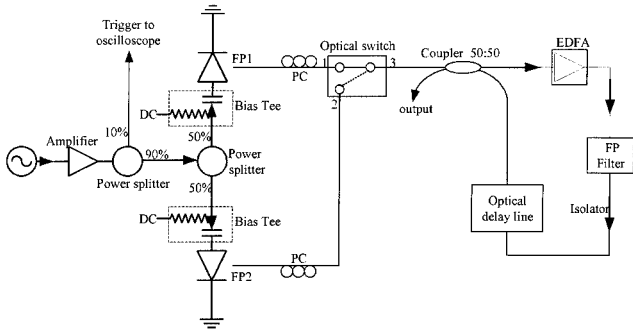 Trigger to
oscilloscope
FP1
PC
Optical switch
1
3
2
Coupler 50:50
EDFA
output
DC
Bias Tee
Amplifier
10%
50%
90%
Power splitter
Power
splitter
50%
FP
Filter
Optical
delay line
Isolator
DC
Bias Tee
PC
FP2